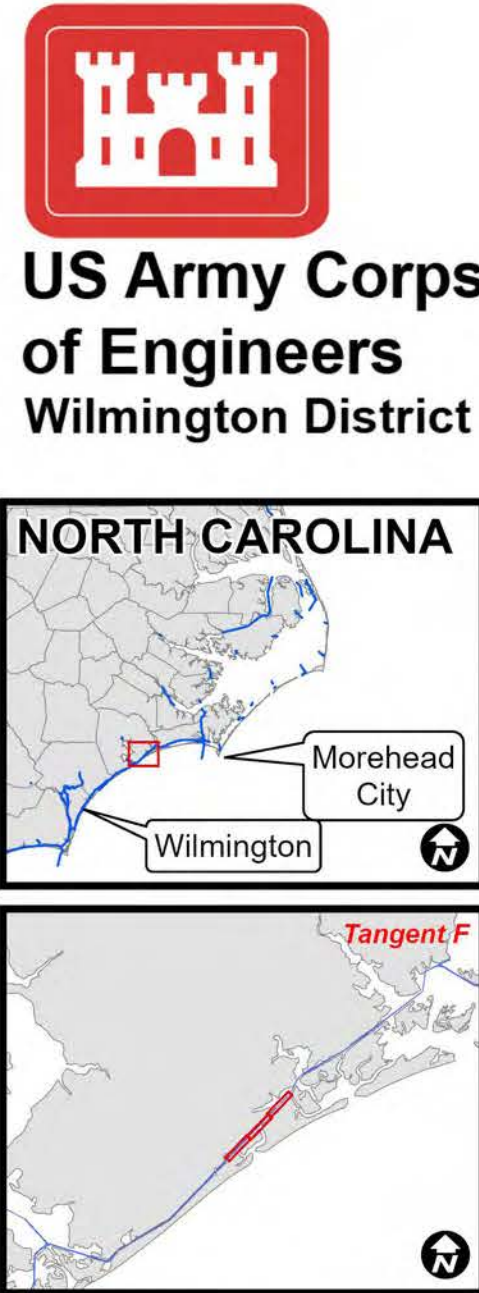 US Army Corps
of Engineers
Wilmington District
NORTH CAROLINA
Morehead
City
Wilmington
N
Tangent F
N